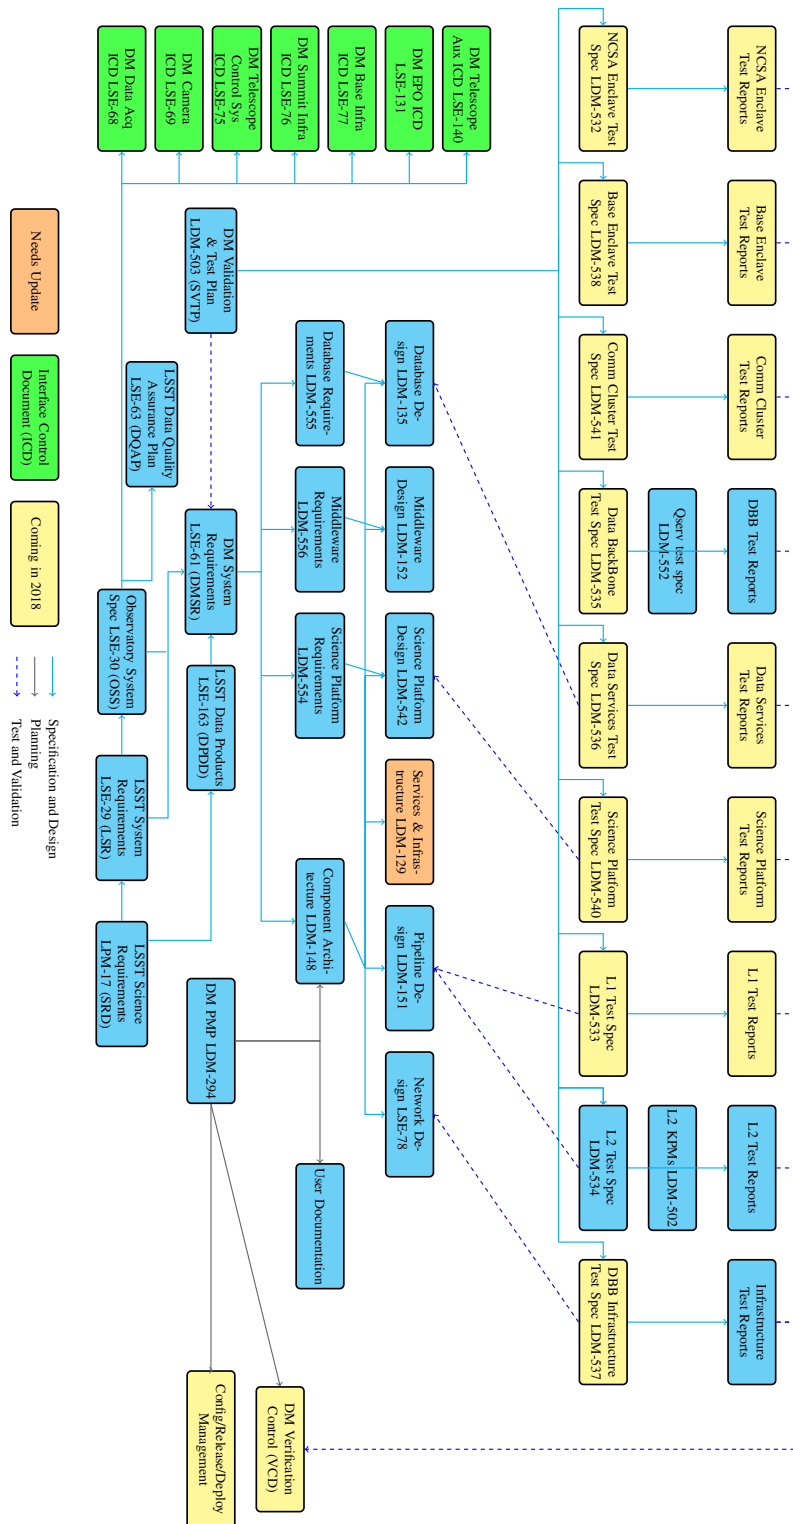 NCSA Enclave
Test Reports
Base Enclave
Test Reports
Comm Cluster
Test Reports
DBB Test Reports
Data Services
Test Reports
Science Platform
Test Reports
L1 Test Reports
L2 Test Reports
Infrastructure
Test Reports
Qserv test spec
LDM-552
L2 KPMs LDM-502
NCSA Enclave Test
Spec LDM-532
Base Enclave Test
Spec LDM-538
Comm Cluster Test
Spec LDM-541
Data BackBone
Test Spec LDM-535
Data Services Test
Spec LDM-536
Science Platform
Test Spec LDM-540
L1 Test Spec
LDM-533
L2 Test Spec
LDM-534
DBB Infrastructure
Test Spec LDM-537
DM Telescope
Aux ICD LSE-140
DM EPO ICD
LSE-131
DM Base Infra
ICD LSE-77
DM Summit Infra
ICD LSE-76
DM Telescope
Control Sys
ICD LSE-75
DM Camera
ICD LSE-69
DM Data Acq
ICD LSE-68
Database De-
sign LDM-135
Middleware
Design LDM-152
Science Platform
Design LDM-542
Services & Infras-
tructure LDM-129
Pipeline De-
sign LDM-151
Network De-
sign LSE-78
Database Require-
ments LDM-555
Middleware
Requirements
LDM-556
Science Platform
Requirements
LDM-554
Component Archi-
tecture LDM-148
User Documentation
DM Verification
Control (VCD)
DM Validation
& Test Plan
LDM-503 (SVTP)
DM System
Requirements
LSE-61 (DMSR)
LSST Data Products
LSE-163 (DPDD)
DM PMP LDM-294
Config/Release/Deploy
Management
LSST Data Quality
Assurance Plan
LSE-63 (DQAP)
Observatory System
Spec LSE-30 (OSS)
LSST System
Requirements
LSE-29 (LSR)
LSST Science
Requirements
LPM-17 (SRD)
Needs Update
Interface Control
Document (ICD)
Coming in 2018
Specification and Design
Planning
Test and Validation